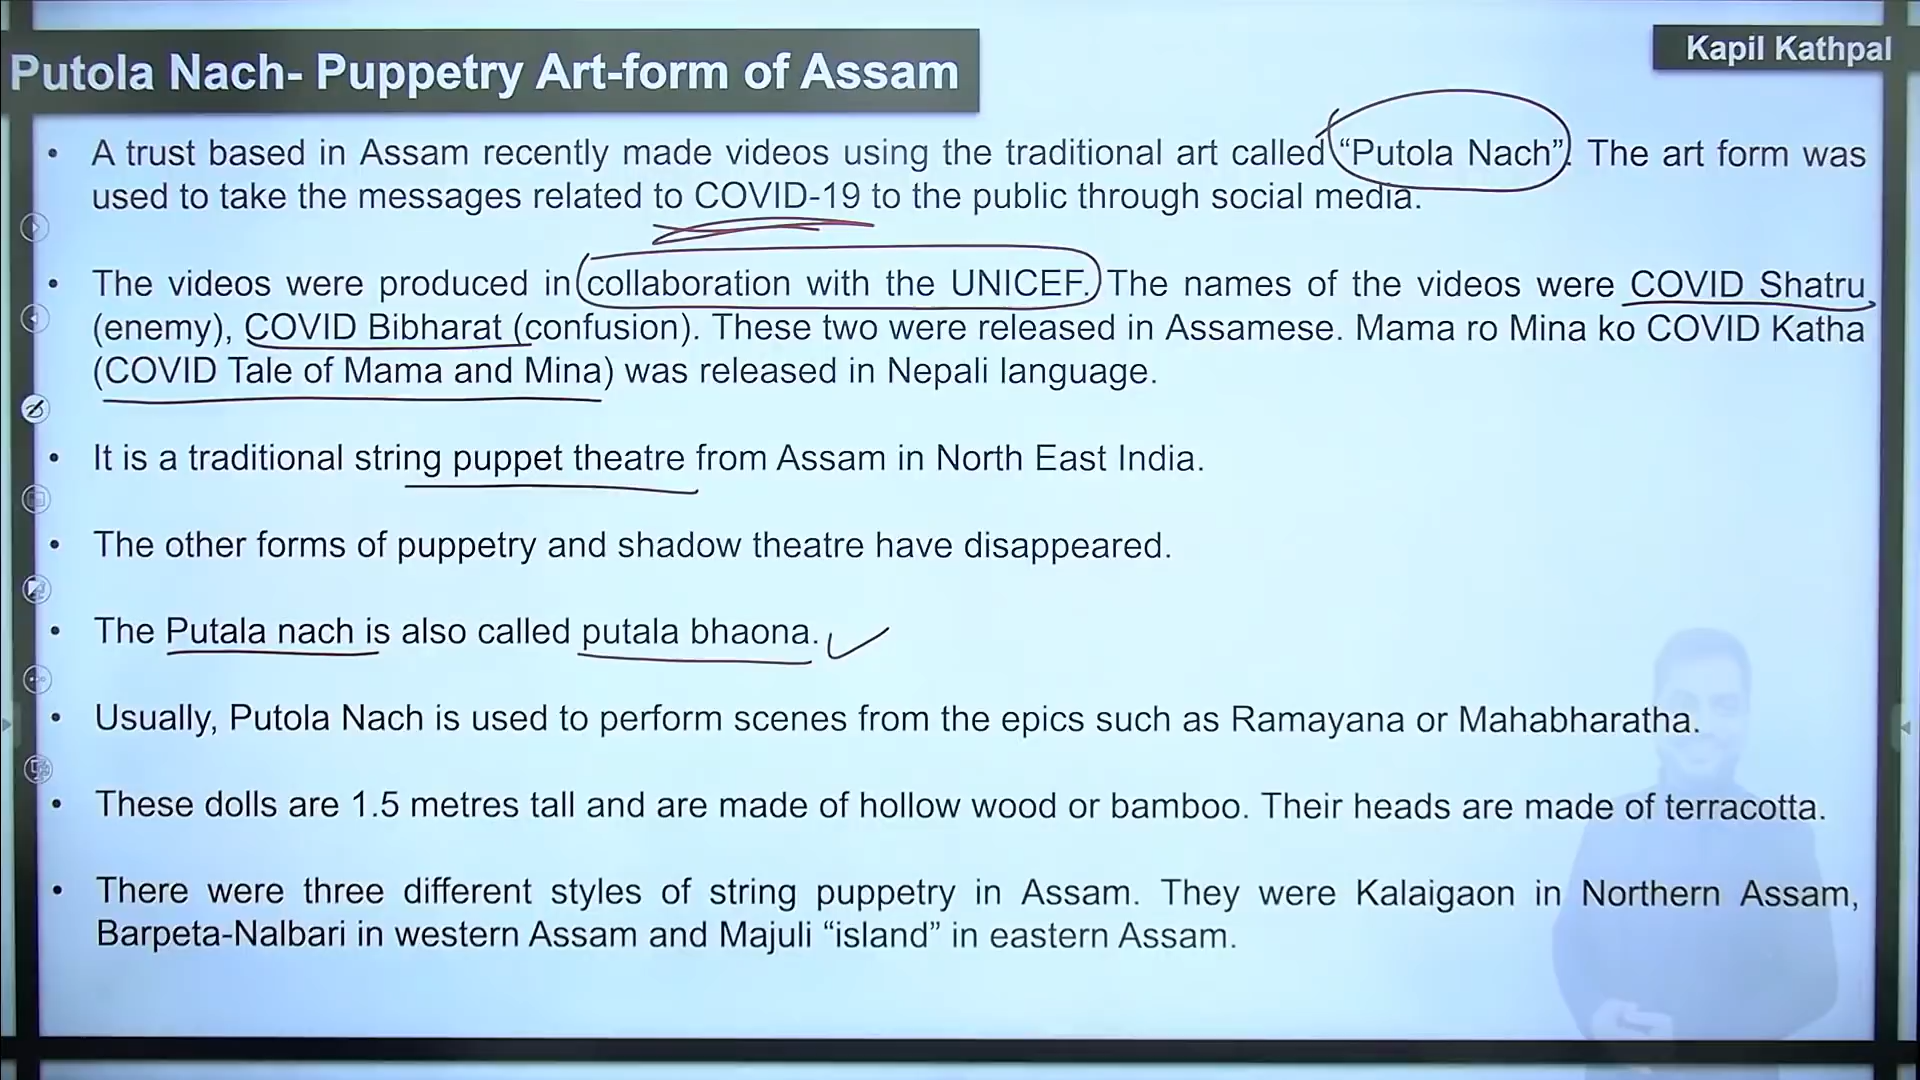 Putola Nach- Puppetry Art-form of Assam
Kapil Kathpal
• A trust based in Assam recently made videos using the traditional art called “Putola Nach”. The art form was
used to take the messages related to COVID-19 to the public through social media.
• The videos were produced in collaboration with the UNICEF. The names of the videos were COVID Shatru
(enemy), COVID Bibharat (confusion). These two were released in Assamese. Mama ro Mina ko COVID Katha
(COVID Tale of Mama and Mina) was released in Nepali language.
• It is a traditional string puppet theatre from Assam in North East India.
• The other forms of puppetry and shadow theatre have disappeared.
• The Putala nach is also called putala bhaona.
• Usually, Putola Nach is used to perform scenes from the epics such as Ramayana or Mahabharatha.
• These dolls are 1.5 metres tall and are made of hollow wood or bamboo. Their heads are made of terracotta.
• There were three different styles of string puppetry in Assam. They were Kalaigaon in Northern Assam,
Barpeta-Nalbari in western Assam and Majuli “island” in eastern Assam.